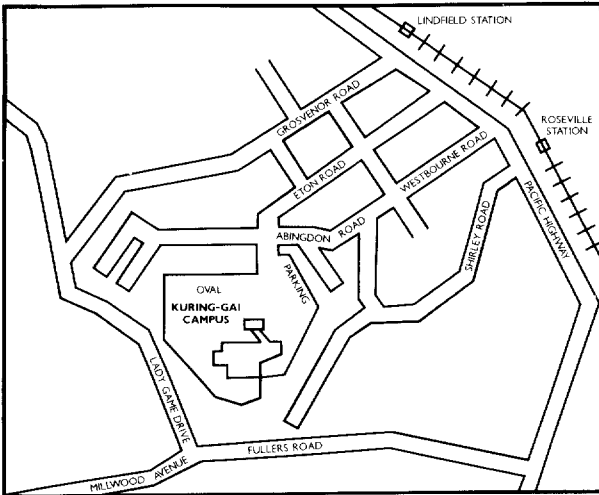 LINDFIELD STATION
ROSEVILLE
STATION
GROSVENOR ROAD
ETON ROAD
WESTBOURNE ROAD
PACIFIC HIGHWAY
ABINGDON ROAD
SHIRLEY ROAD
PARKING
OVAL
KURING-GAI
CAMPUS
LADY GAME DRIVE
FULLERS ROAD
MILLWOOD AVENUE